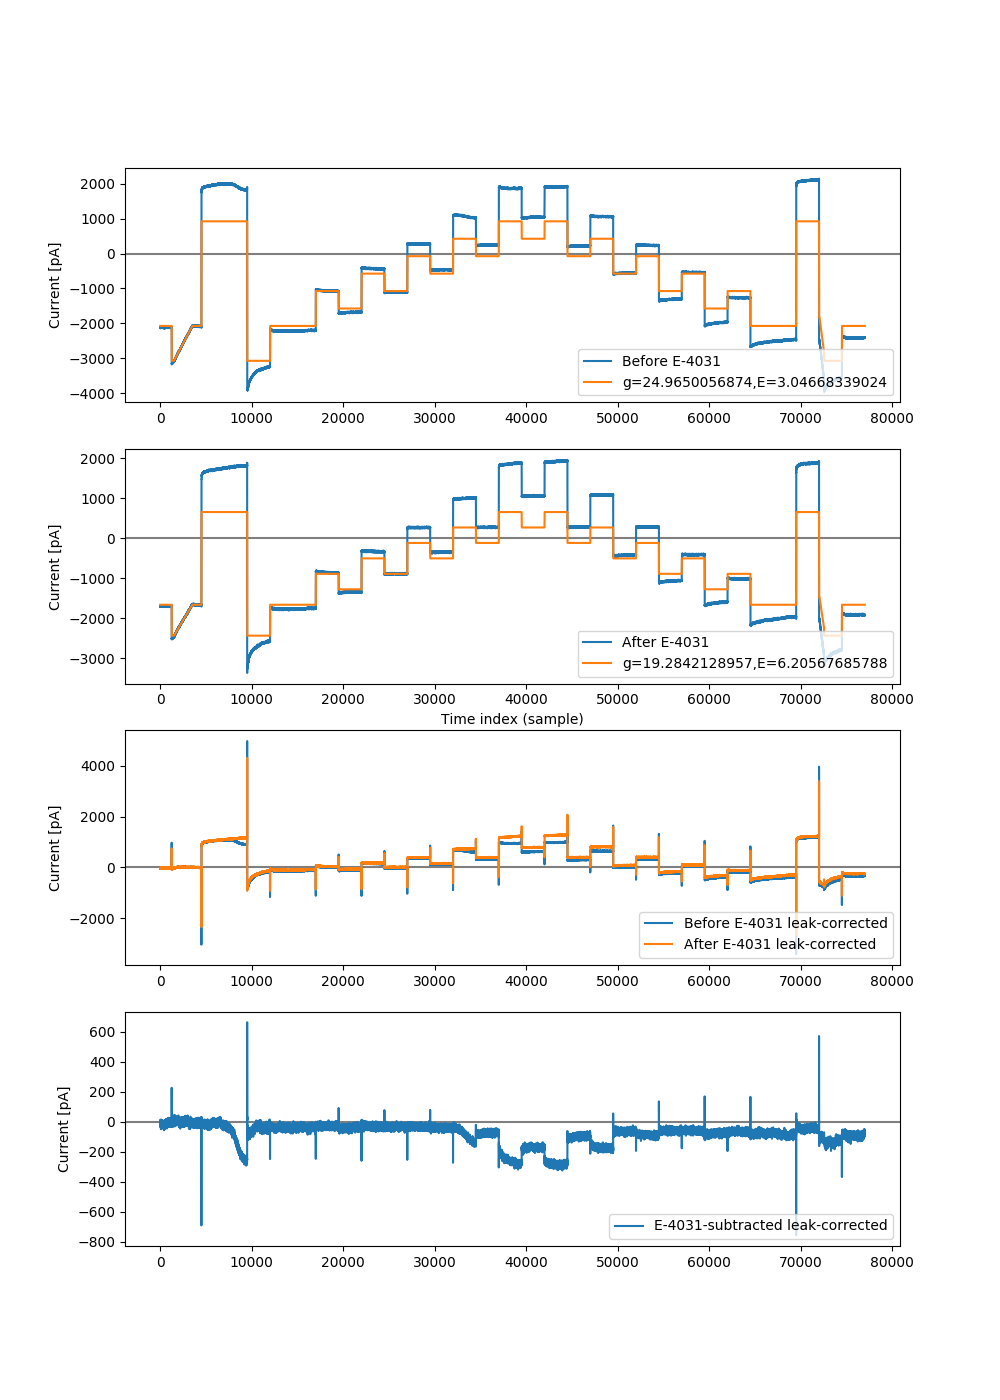 2000
1000
0
−1000
−2000
−3000
−4000
Current [pA]
Before E-4031
g=24.9650056874,E=3.04668339024
0 10000 20000 30000 40000 50000 60000 70000 80000
2000
1000
0
−1000
−2000
−3000
Current [pA]
After E-4031
g=19.2842128957,E=6.20567685788
0 10000 20000 30000 40000 50000 60000 70000 80000
Time index (sample)
4000
2000
0
−2000
Current [pA]
Before E-4031 leak-corrected
After E-4031 leak-corrected
0 10000 20000 30000 40000 50000 60000 70000 80000
600
400
200
0
−200
−400
−600
−800
Current [pA]
E-4031-subtracted leak-corrected
0 10000 20000 30000 40000 50000 60000 70000 80000